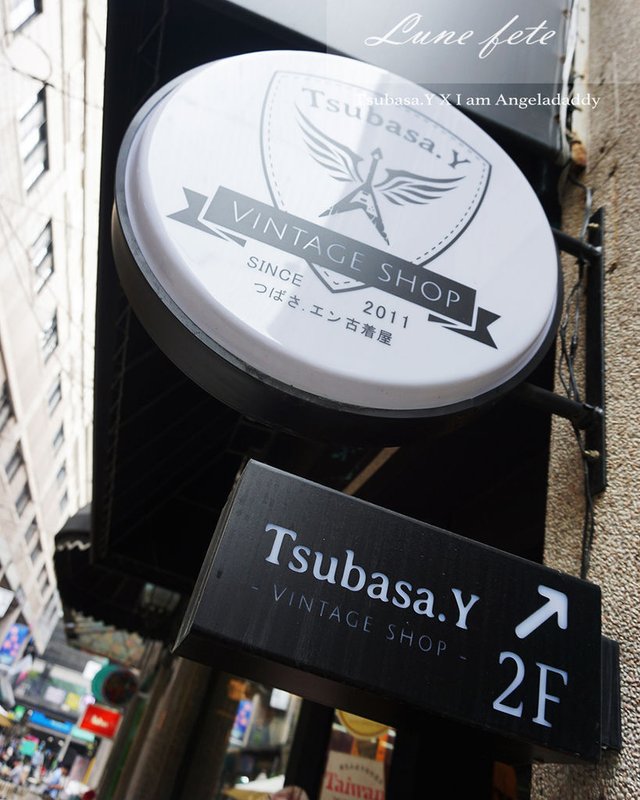 Lune fete
Tsubasa.Y X I am Angeladaddy
Tsubasa.Y
VINTAGE SHOP
SINCE 2011
つばさ.エン古着屋
Tsubasa.Y
- VINTAGE SHOP -
2F
Taiwan